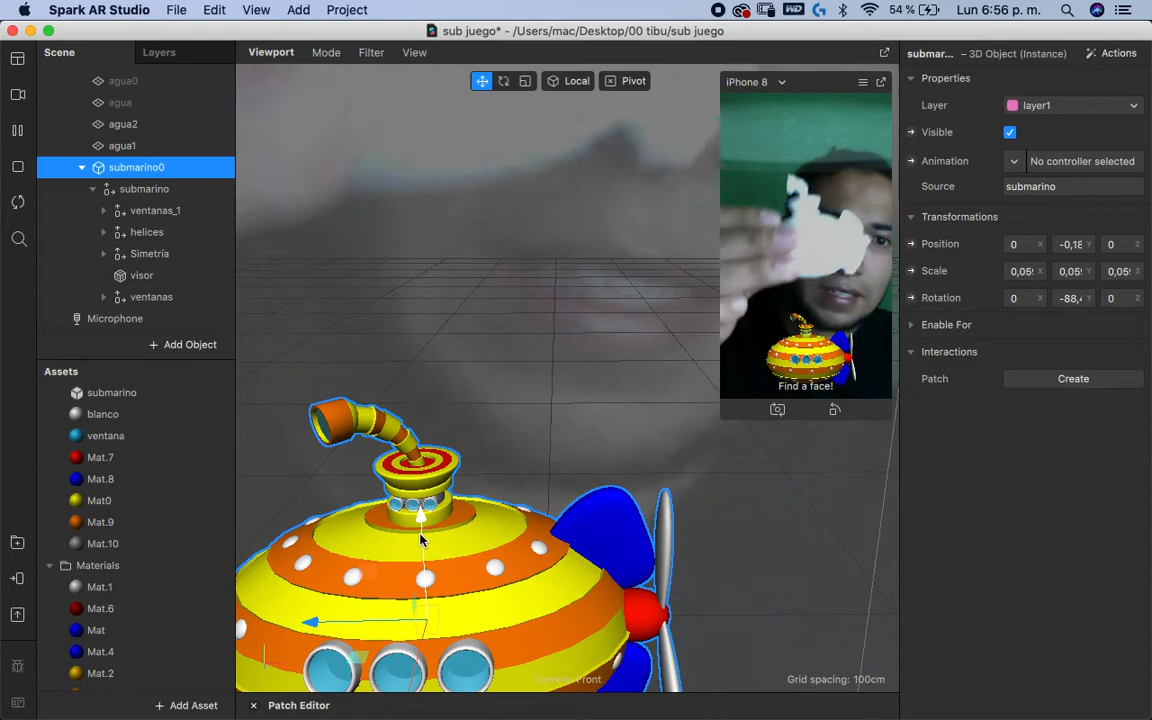 Spark AR Studio File Edit View Add Project WD 54 % Lun 6:56 p. m.
sub juego* - /Users/mac/Desktop/00 tibu/sub juego
Scene Layers
agua0
agua
agua2
agua1
submarino0
submarino
ventanas_1
helices
Simetría
visor
ventanas
Microphone
+ Add Object
Assets
submarino
blanco
ventana
Mat.7
Mat.8
Mat0
Mat.9
Mat.10
Materials
Mat.1
Mat.6
Mat
Mat.4
Mat.2
+ Add Asset
Viewport Mode Filter View
Local Pivot
iPhone 8
Find a face!
Camera: Front
Grid spacing: 100cm
Patch Editor
submar... – 3D Object (Instance) Actions
Properties
Layer layer1
Visible
Animation No controller selected
Source submarino
Transformations
Position 0 X -0,18 Y 0 Z
Scale 0,05 X 0,05 Y 0,05 Z
Rotation 0 X -88, Y 0 Z
Enable For
Interactions
Patch Create